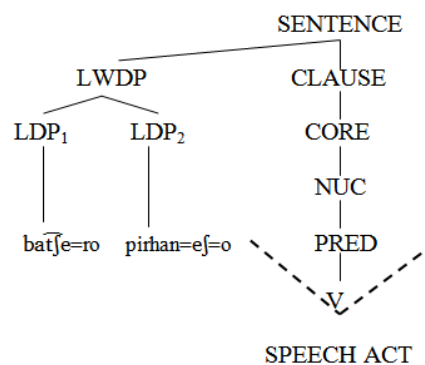 SENTENCE
LWDP CLAUSE
LDP₁ LDP₂ CORE
NUC
bat͡ʃe=ro pirhan=eʃ=o PRED
V
SPEECH ACT